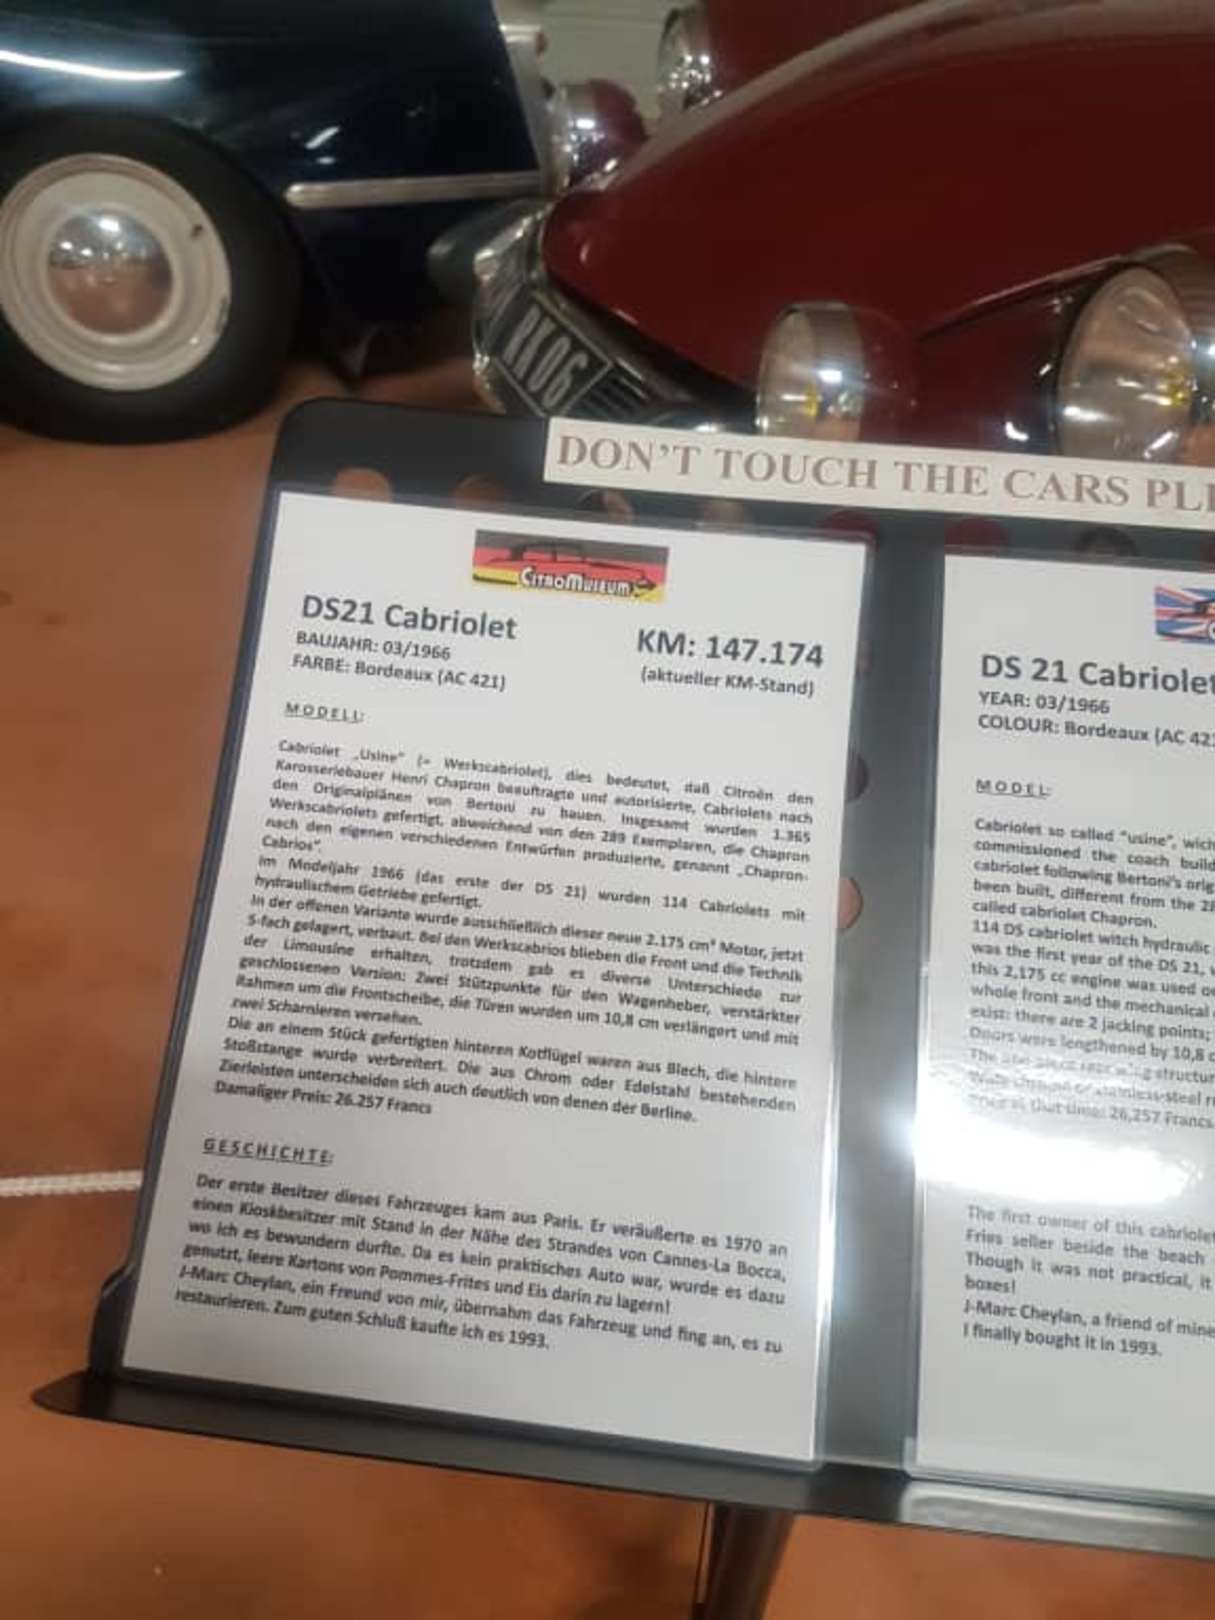 RK06
DON'T TOUCH THE CARS PL
CITROMUSEUM
DS21 Cabriolet
BAUJAHR: 03/1966
FARBE: Bordeaux (AC 421)
KM: 147.174
(aktueller KM-Stand)
MODELL:
Cabriolet „Usine" (= Werkscabriolet), dies bedeutet, daß Citroën den
Karosseriebauer Henri Chapron beauftragte und autorisierte, Cabriolets nach
den Originalplänen von Bertoni zu bauen. Insgesamt wurden 1.365
Werkscabriolets gefertigt, abweichend von den 289 Exemplaren, die Chapron
nach den eigenen verschiedenen Entwürfen produzierte, genannt „Chapron-
Cabrios".
Im Modeljahr 1966 (das erste der DS 21) wurden 114 Cabriolets mit
hydraulischem Getriebe gefertigt.
In der offenen Variante wurde ausschließlich dieser neue 2.175 cm³ Motor, jetzt
5-fach gelagert, verbaut. Bei den Werkscabrios blieben die Front und die Technik
der Limousine erhalten, trotzdem gab es diverse Unterschiede zur
geschlossenen Version: Zwei Stützpunkte für den Wagenheber, verstärkter
Rahmen um die Frontscheibe, die Türen wurden um 10,8 cm verlängert und mit
zwei Scharnieren versehen.
Die an einem Stück gefertigten hinteren Kotflügel waren aus Blech, die hintere
Stoßstange wurde verbreitert. Die aus Chrom oder Edelstahl bestehenden
Zierleisten unterscheiden sich auch deutlich von denen der Berline.
Damaliger Preis: 26.257 Francs
GESCHICHTE:
Der erste Besitzer dieses Fahrzeuges kam aus Paris. Er veräußerte es 1970 an
einen Kioskbesitzer mit Stand in der Nähe des Strandes von Cannes-La Bocca,
wo ich es bewundern durfte. Da es kein praktisches Auto war, wurde es dazu
genutzt, leere Kartons von Pommes-Frites und Eis darin zu lagern!
J-Marc Cheylan, ein Freund von mir, übernahm das Fahrzeug und fing an, es zu
restaurieren. Zum guten Schluß kaufte ich es 1993.
DS 21 Cabriolet
YEAR: 03/1966
COLOUR: Bordeaux (AC 42
MODEL:
Cabriolet so called "usine", wich
commissioned the coach build
cabriolet following Bertoni's orig
been built, different from the 2
called cabriolet Chapron.
114 DS cabriolet witch hydraulic
was the first year of the DS 21,
this 2,175 cc engine was used o
whole front and the mechanical
exist: there are 2 jacking points;
Doors were lengthened by 10,8 c
The structur
stainless-steel
Price at that time: 26,257 Francs
The first owner of this cabriolet
Fries seller beside the beach
Though it was not practical, it
boxes!
J-Marc Cheylan, a friend of mine
I finally bought it in 1993.